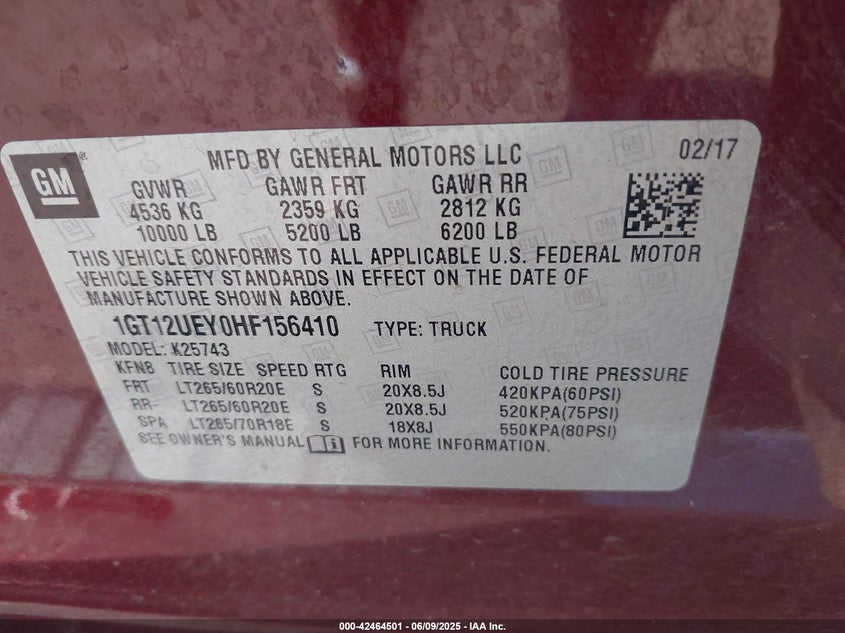 GM
MFD BY GENERAL MOTORS LLC 02/17
GVWR GAWR FRT GAWR RR
4536 KG 2359 KG 2812 KG
10000 LB 5200 LB 6200 LB
THIS VEHICLE CONFORMS TO ALL APPLICABLE U.S. FEDERAL MOTOR
VEHICLE SAFETY STANDARDS IN EFFECT ON THE DATE OF
MANUFACTURE SHOWN ABOVE.
1GT12UEY0HF156410 TYPE: TRUCK
MODEL: K25743
KFN8 TIRE SIZE SPEED RTG RIM COLD TIRE PRESSURE
FRT LT265/60R20E S 20X8.5J 420KPA(60PSI)
RR LT265/60R20E S 20X8.5J 520KPA(75PSI)
SPA LT265/70R18E S 18X8J 550KPA(80PSI)
SEE OWNER'S MANUAL FOR MORE INFORMATION.
000-42464501 | 06/09/2025 - IAA Inc.